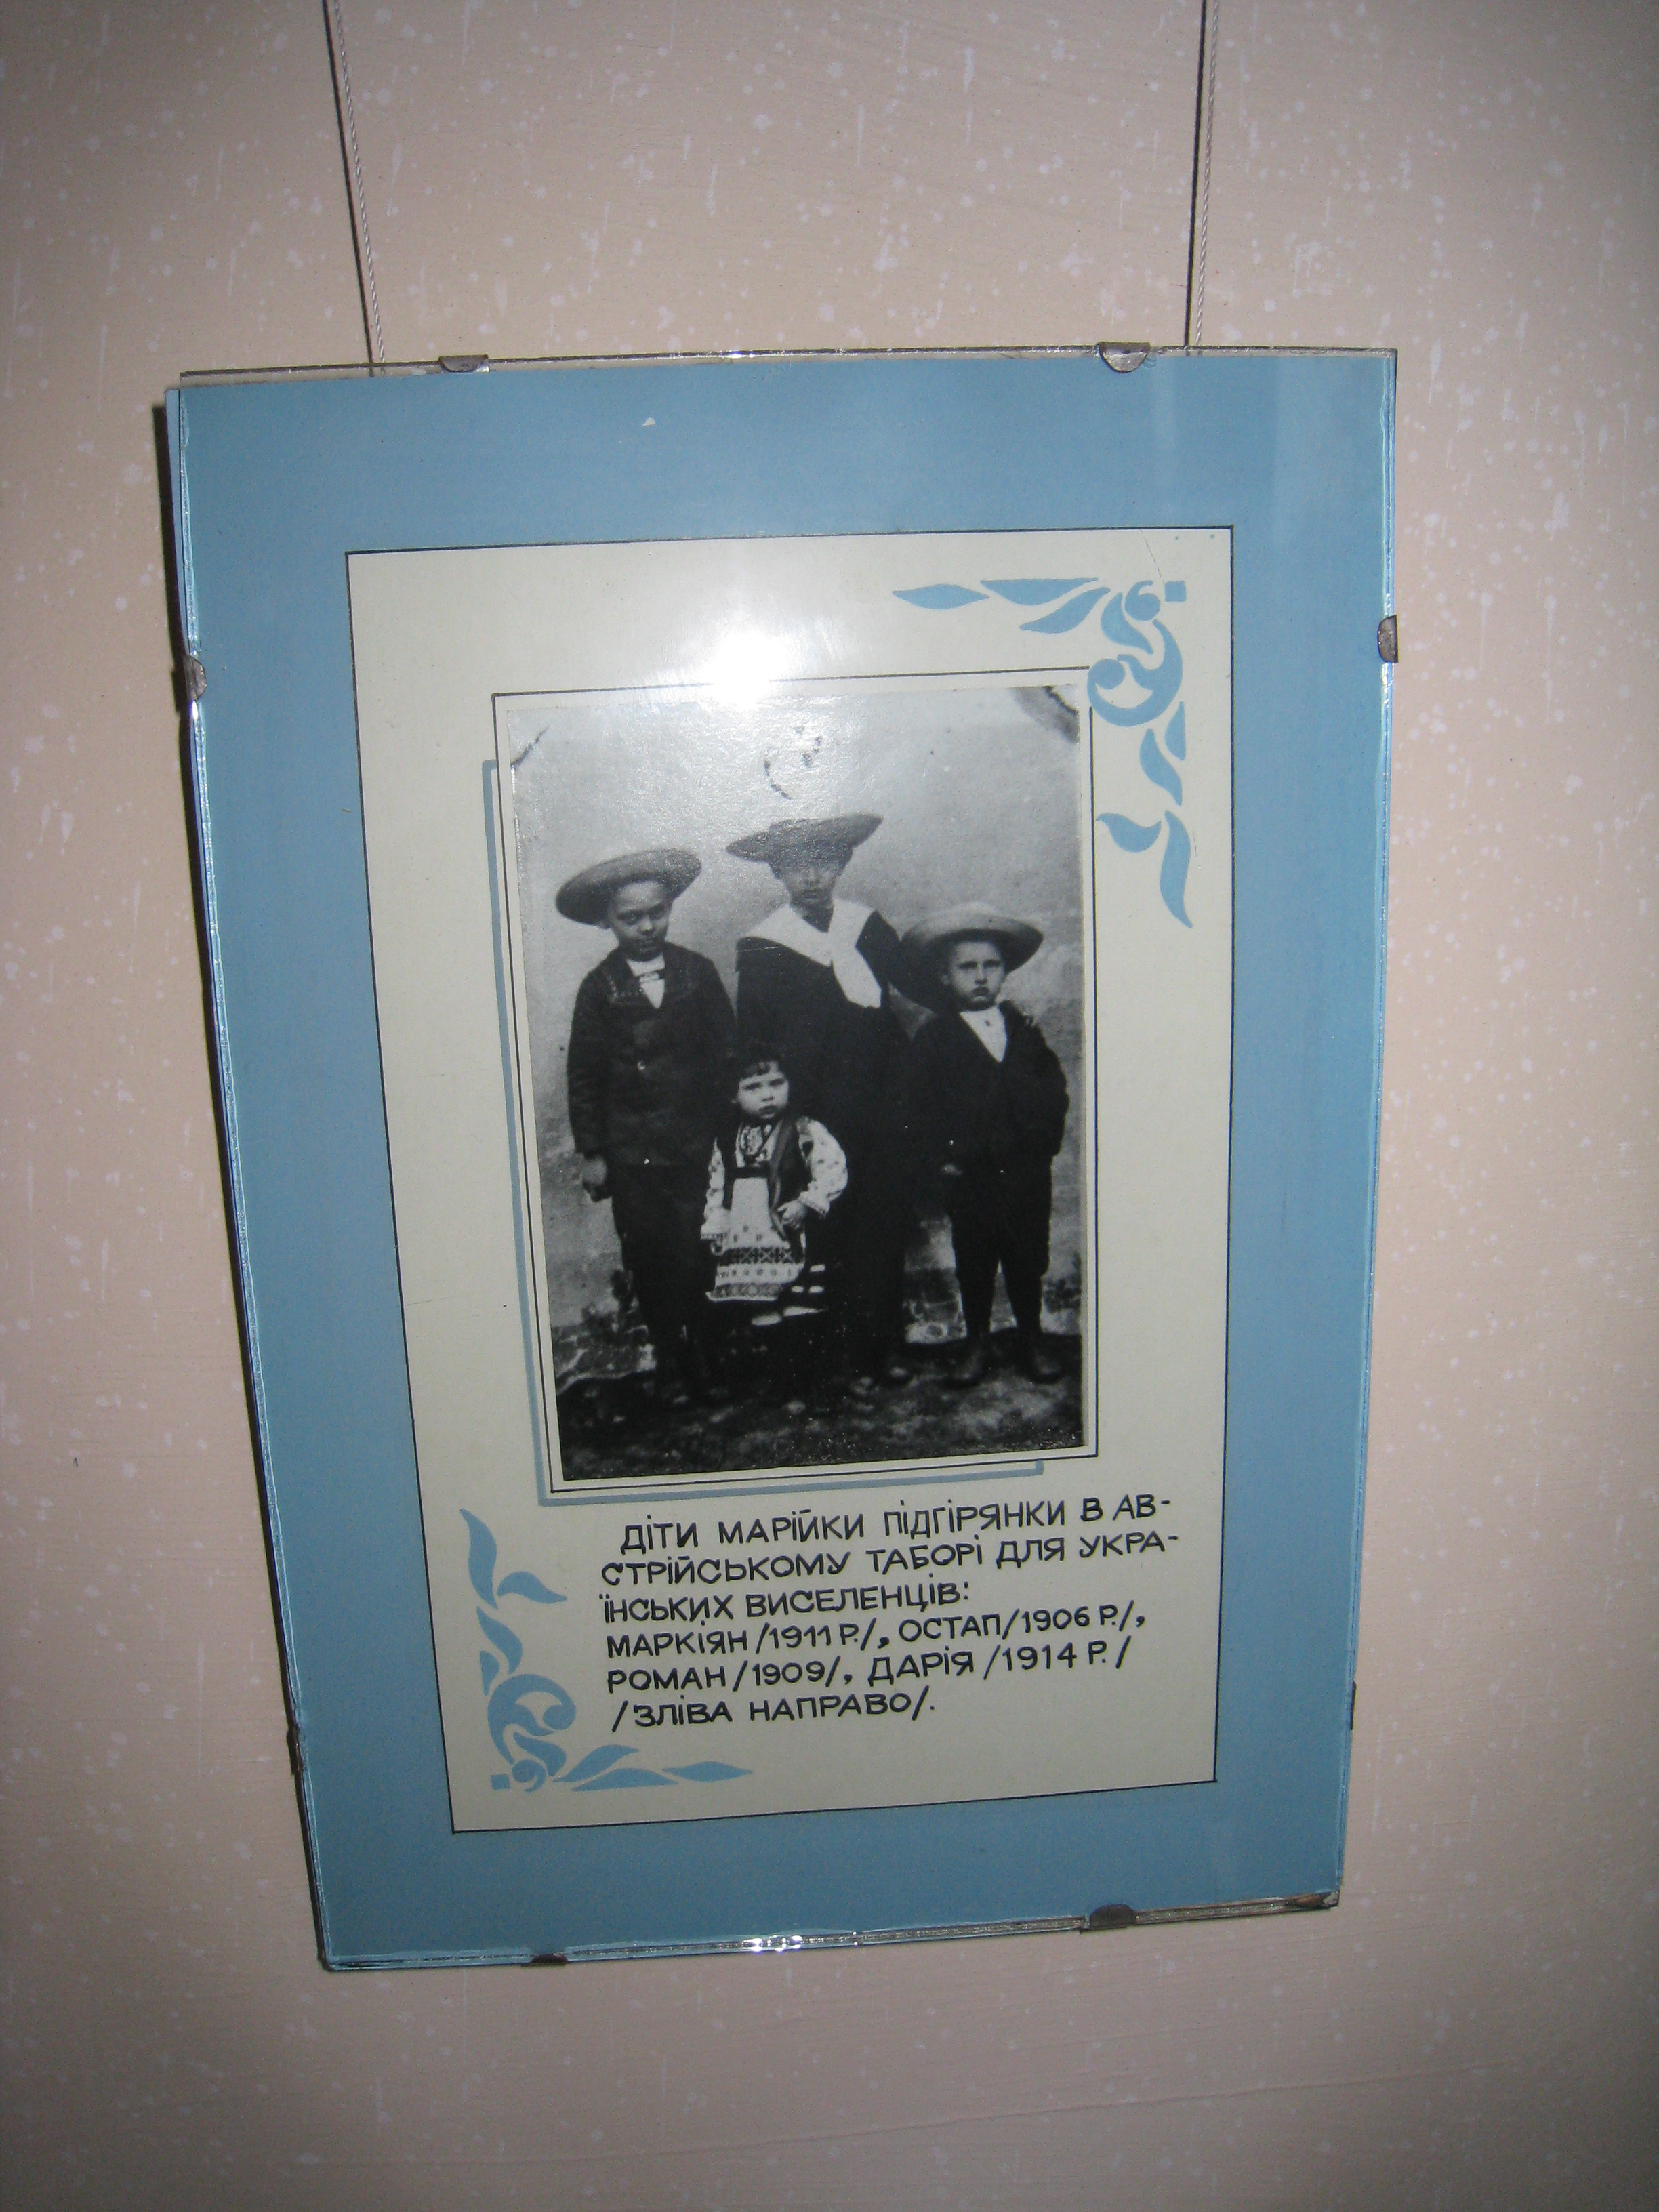 ДІТИ МАРІЙКИ ПІДГІРЯНКИ В АВ-
СТРІЙСЬКОМУ ТАБОРІ ДЛЯ УКРА-
ЇНСЬКИХ ВИСЕЛЕНЦІВ:
МАРКІЯН /1911 Р./, ОСТАП/1906 Р./,
РОМАН/1909/, ДАРІЯ /1914 Р./
/ЗЛІВА НАПРАВО/.